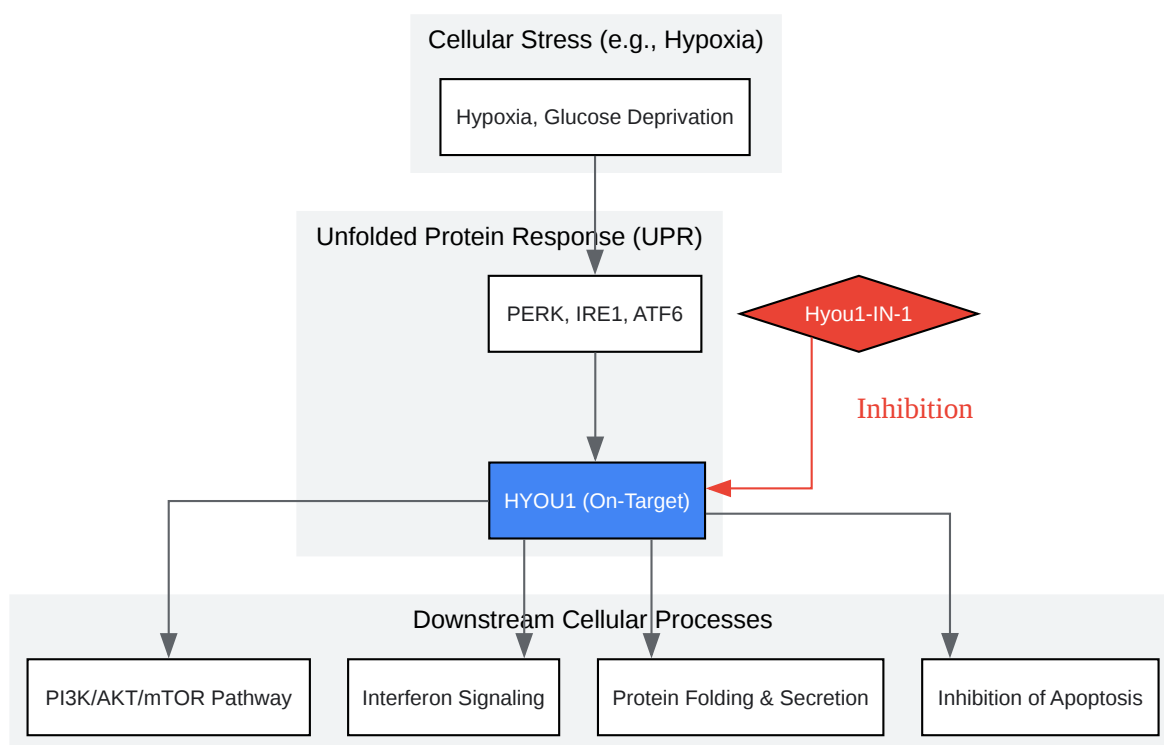 Cellular Stress (e.g., Hypoxia)
Hypoxia, Glucose Deprivation
Unfolded Protein Response (UPR)
PERK, IRE1, ATF6
Hyou1-IN-1
Inhibition
HYOU1 (On-Target)
Downstream Cellular Processes
PI3K/AKT/mTOR Pathway
Interferon Signaling
Protein Folding & Secretion
Inhibition of Apoptosis